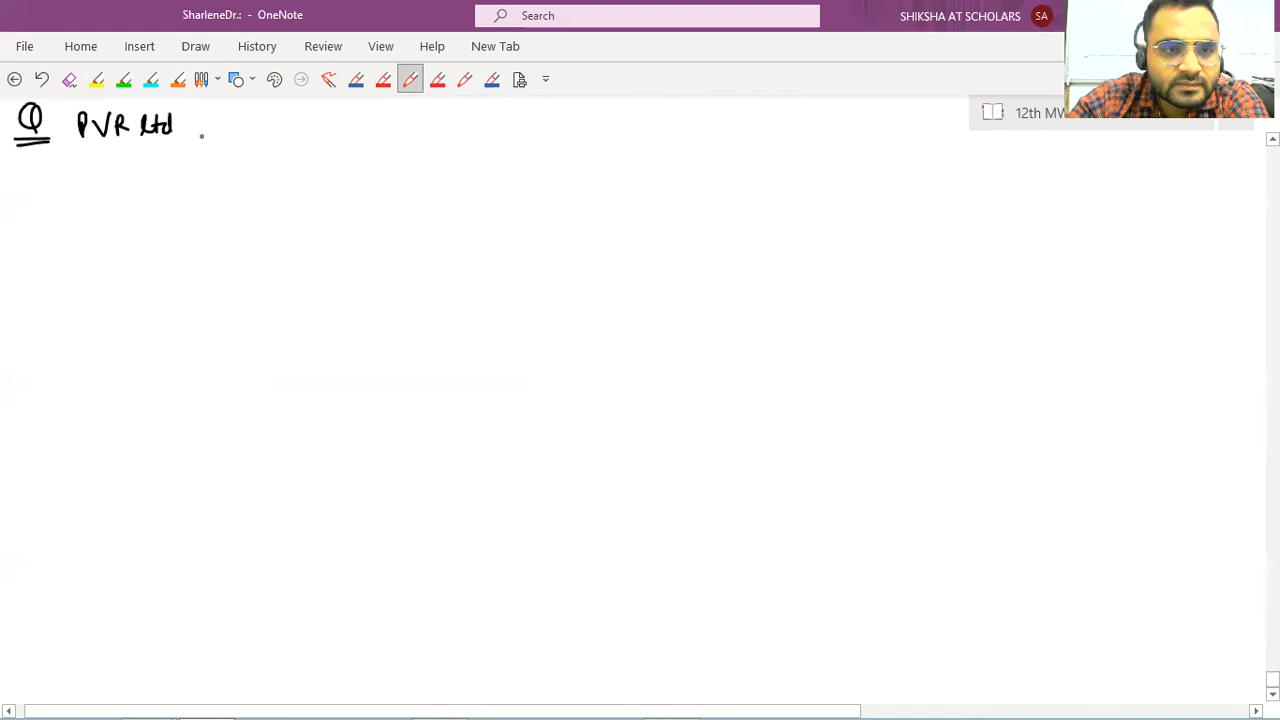 SharleneDr.: - OneNote
Search
SHIKSHA AT SCHOLARS
SA
File Home Insert Draw History Review View Help New Tab
Q PVR Ltd
12th MW